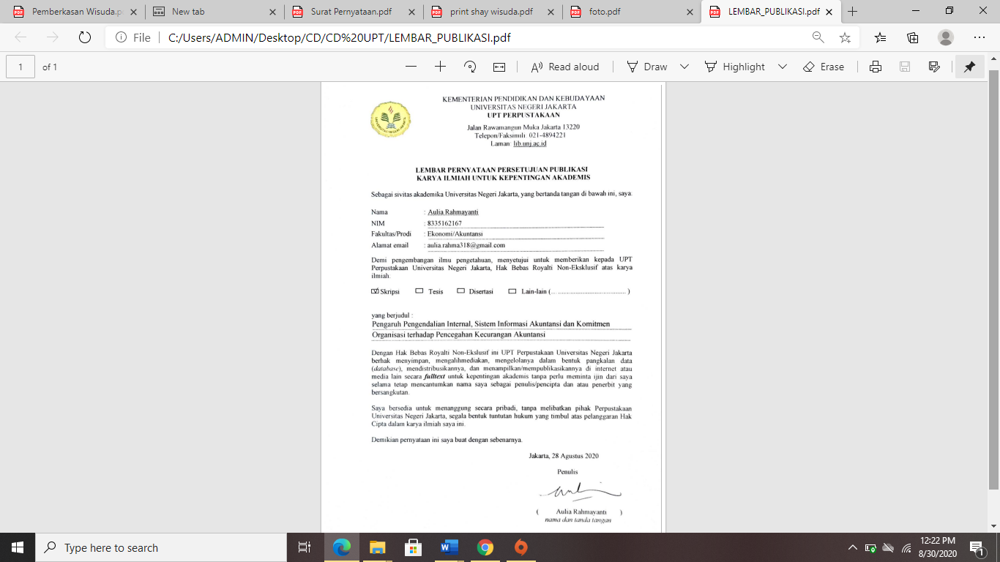 Pemberkasan Wisuda.p
New tab
Surat Pernyataan.pdf
print shay wisuda.pdf
foto.pdf
LEMBAR_PUBLIKASI.pdf
File
C:/Users/ADMIN/Desktop/CD/CD%20UPT/LEMBAR_PUBLIKASI.pdf
1 of 1
Read aloud
Draw
Highlight
Erase
KEMENTERIAN PENDIDIKAN DAN KEBUDAYAAN
UNIVERSITAS NEGERI JAKARTA
UPT PERPUSTAKAAN
Jalan Rawamangun Muka Jakarta 13220
Telepon/Faksimili 021-4894221
Laman: lib.unj.ac.id
UNIVERSITAS NEGERI JAKARTA
LEMBAR PERNYATAAN PERSETUJUAN PUBLIKASI
KARYA ILMIAH UNTUK KEPENTINGAN AKADEMIS
Sebagai sivitas akademika Universitas Negeri Jakarta, yang bertanda tangan di bawah ini, saya:
Nama : Aulia Rahmayanti
NIM : 8335162167
Fakultas/Prodi : Ekonomi/Akuntansi
Alamat email : aulia.rahma318@gmail.com
Demi pengembangan ilmu pengetahuan, menyetujui untuk memberikan kepada UPT
Perpustakaan Universitas Negeri Jakarta, Hak Bebas Royalti Non-Eksklusif atas karya
ilmiah.
Skripsi Tesis Disertasi Lain-lain (... ...................................... )
yang berjudul :
Pengaruh Pengendalian Internal, Sistem Informasi Akuntansi dan Komitmen
Organisasi terhadap Pencegahan Kecurangan Akuntansi
Dengan Hak Bebas Royalti Non-Ekslusif ini UPT Perpustakaan Universitas Negeri Jakarta
berhak menyimpan, mengalihmediakan, mengelolanya dalam bentuk pangkalan data
(database), mendistribusikannya, dan menampilkan/mempublikasikannya di internet atau
media lain secara fulltext untuk kepentingan akademis tanpa perlu meminta ijin dari saya
selama tetap mencantumkan nama saya sebagai penulis/pencipta dan atau penerbit yang
bersangkutan.
Saya bersedia untuk menanggung secara pribadi, tanpa melibatkan pihak Perpustakaan
Universitas Negeri Jakarta, segala bentuk tuntutan hukum yang timbul atas pelanggaran Hak
Cipta dalam karya ilmiah saya ini.
Demikian pernyataan ini saya buat dengan sebenarnya.
Jakarta, 28 Agustus 2020
Penulis
( Aulia Rahmayanti )
nama dan tanda tangan
Type here to search
12:22 PM
8/30/2020
1